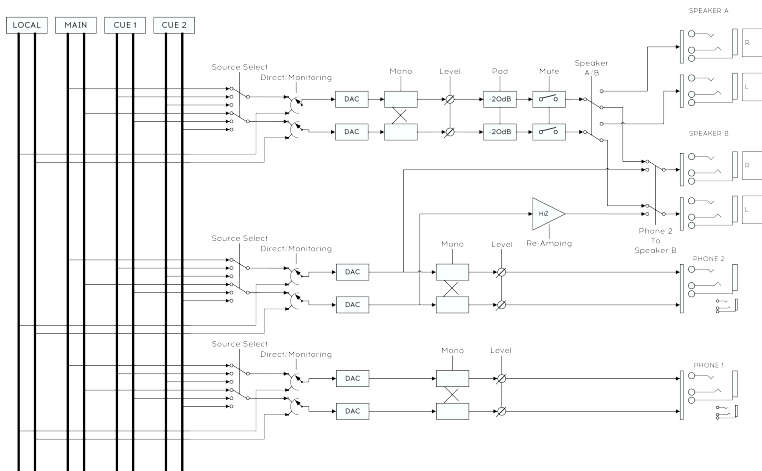 SPEAKER A
LOCAL
MAIN
CUE 1
CUE 2
R
Source Select
Direct/Monitoring
Mono
Level
Pad
Mute
Speaker
A/B
DAC
-20dB
L
DAC
-20dB
SPEAKER B
R
L
HiZ
Re-Amping
Phone 2
To
Speaker B
Source Select
Direct/Monitoring
Mono
Level
PHONE 2
DAC
DAC
Source Select
Direct/Monitoring
Mono
Level
PHONE 1
DAC
DAC